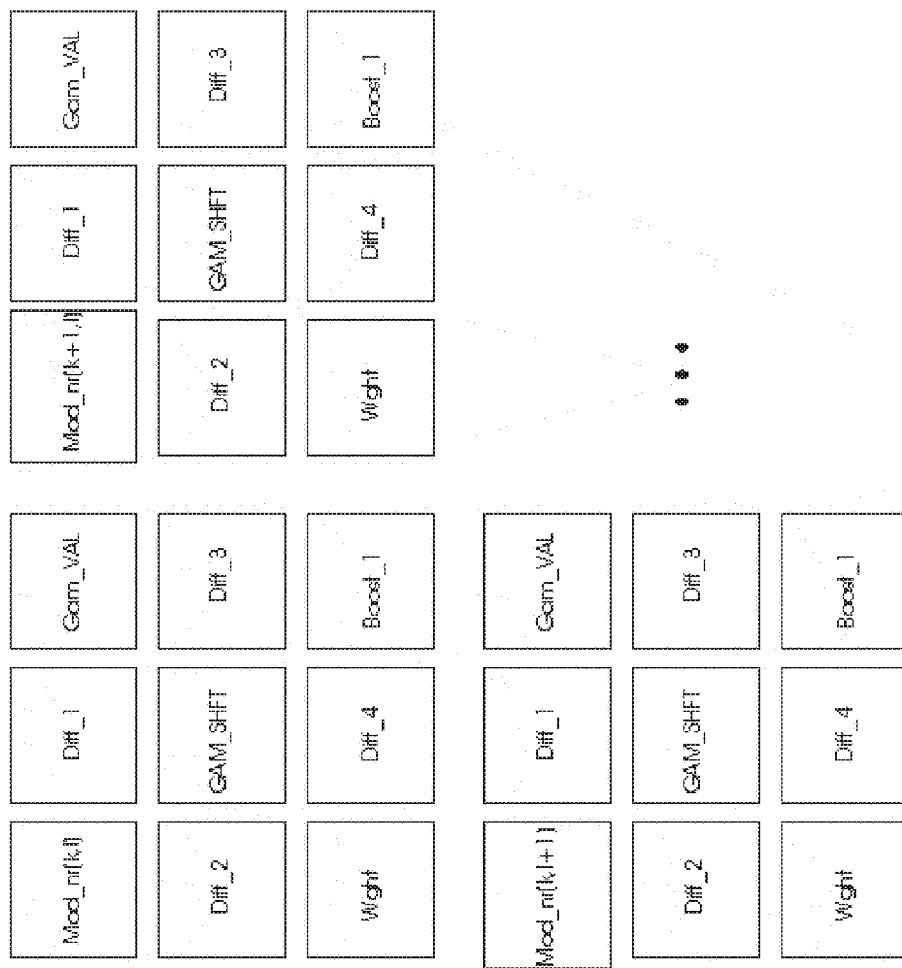 Mod_nr(k,l)
Diff_1
Gam_VAL
Diff_2
GAM_SHFT
Diff_3
Wght
Diff_4
Boost_1
Mod_nr(k+1,l)
Diff_1
Gam_VAL
Diff_2
GAM_SHFT
Diff_3
Wght
Diff_4
Boost_1
Mod_nr(k,l+1)
Diff_1
Gam_VAL
Diff_2
GAM_SHFT
Diff_3
Wght
Diff_4
Boost_1